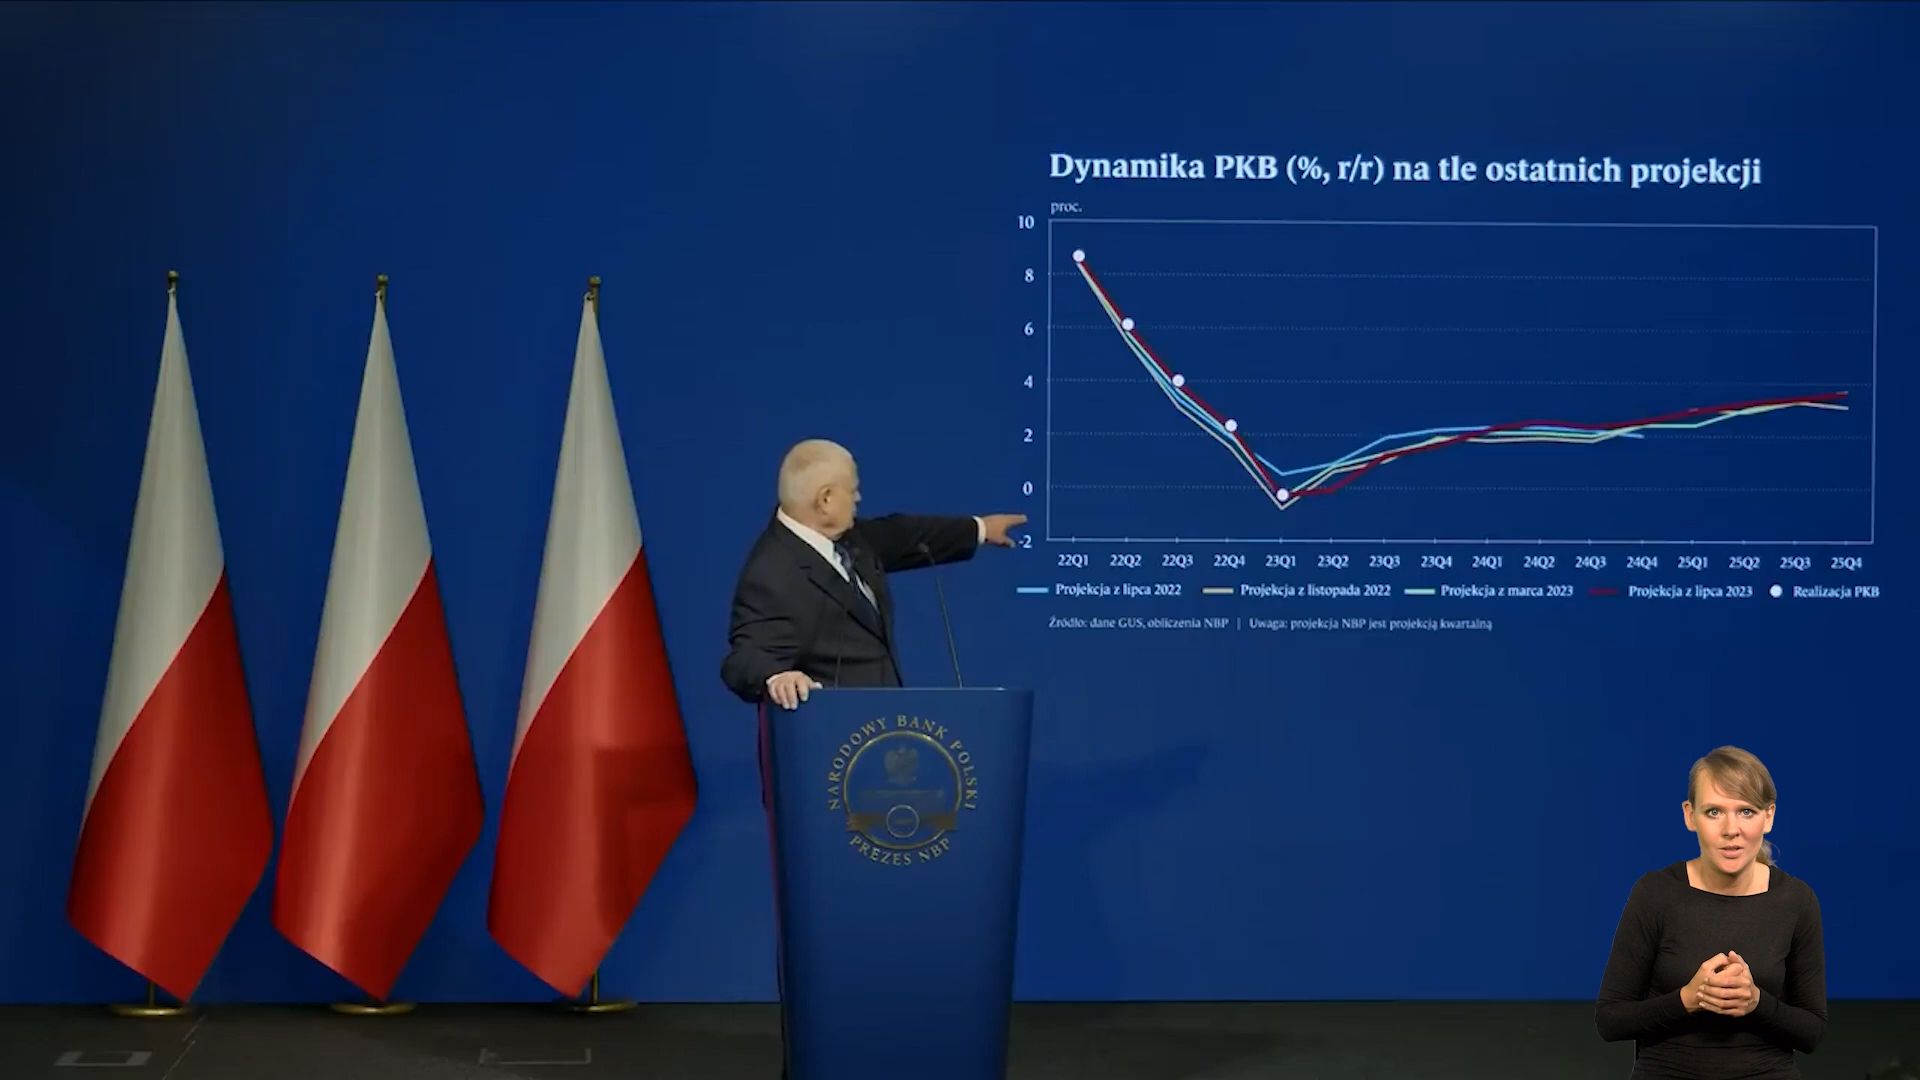 Dynamika PKB (%, r/r) na tle ostatnich projekcji
proc.
10
8
6
4
2
0
-2
22Q1 22Q2 22Q3 22Q4 23Q1 23Q2 23Q3 23Q4 24Q1 24Q2 24Q3 24Q4 25Q1 25Q2 25Q3 25Q4
Projekcja z lipca 2022 Projekcja z listopada 2022 Projekcja z marca 2023 Projekcja z lipca 2023 Realizacja PKB
Źródło: dane GUS, obliczenia NBP | Uwaga: projekcja NBP jest projekcją kwartalną
NARODOWY BANK POLSKI
PREZES NBP